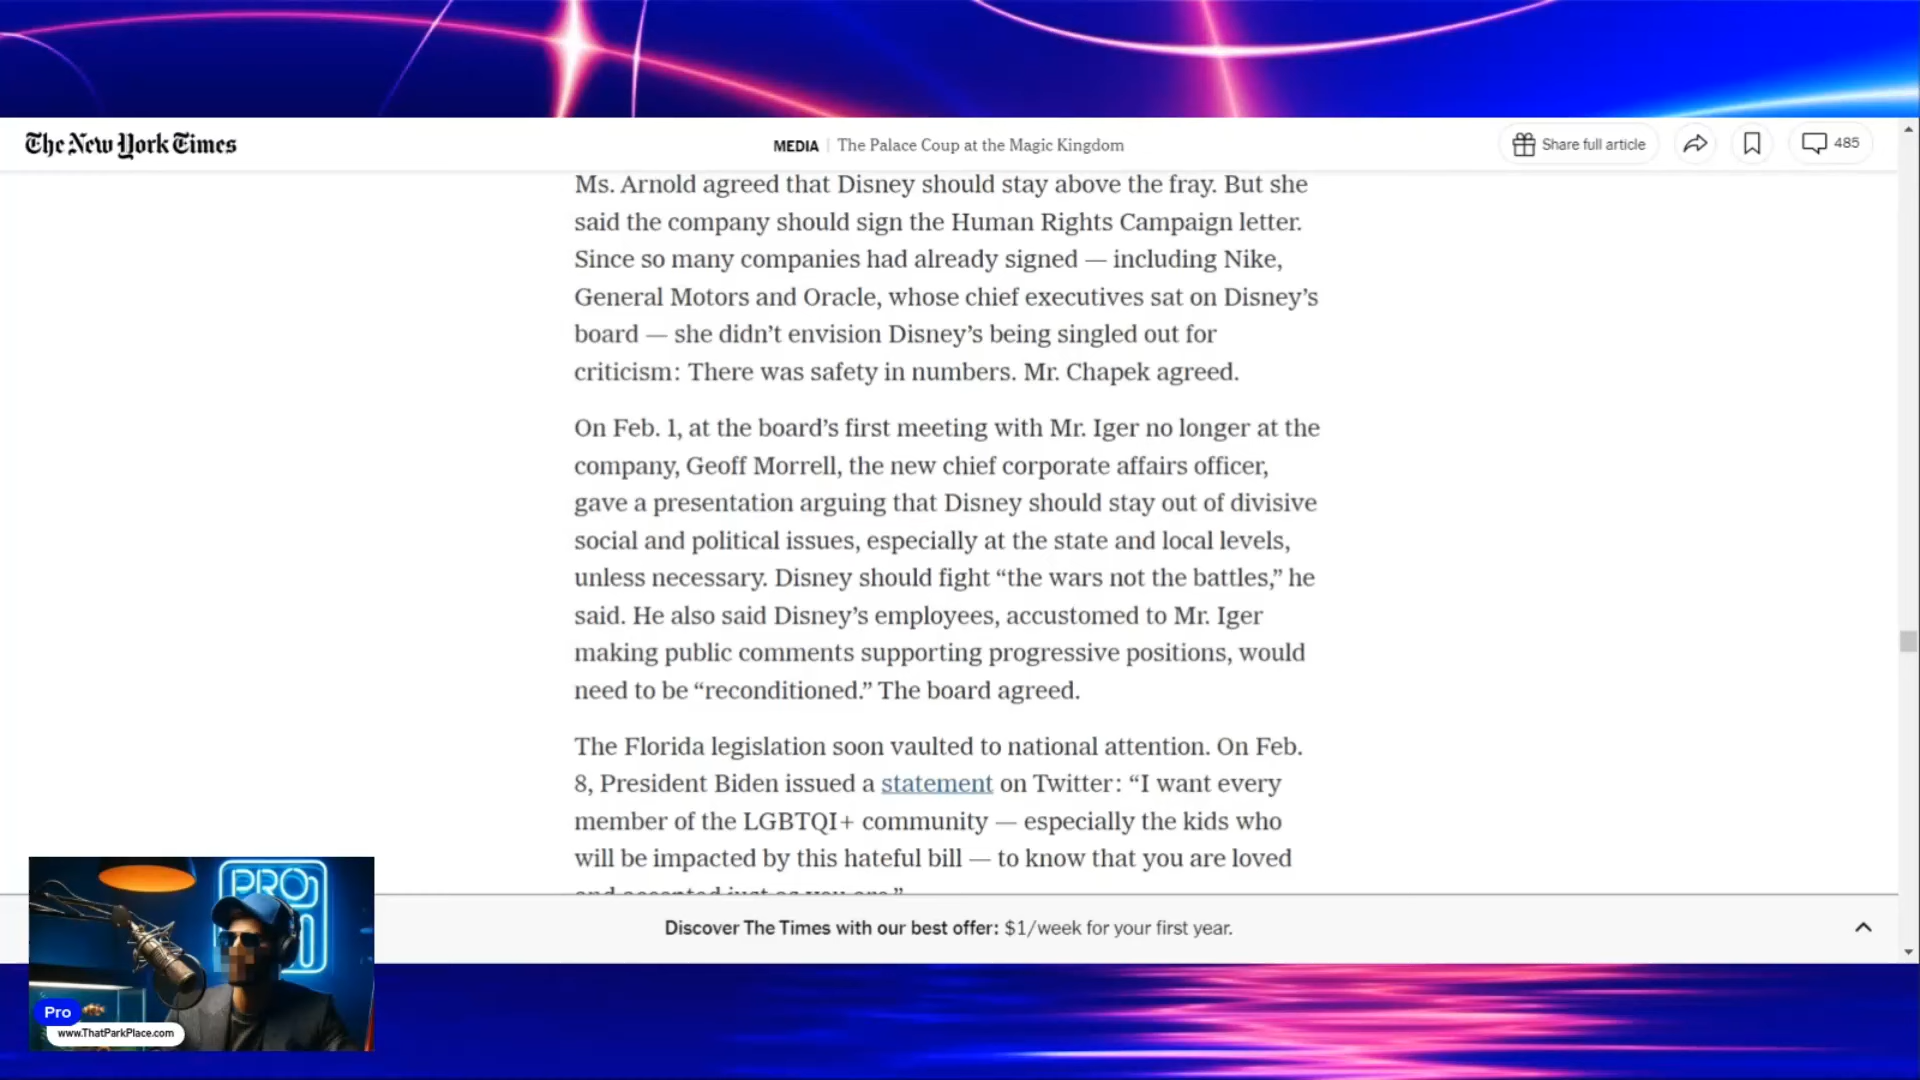 The New York Times
MEDIA | The Palace Coup at the Magic Kingdom
Share full article
485
Ms. Arnold agreed that Disney should stay above the fray. But she
said the company should sign the Human Rights Campaign letter.
Since so many companies had already signed — including Nike,
General Motors and Oracle, whose chief executives sat on Disney’s
board — she didn’t envision Disney’s being singled out for
criticism: There was safety in numbers. Mr. Chapek agreed.
On Feb. 1, at the board’s first meeting with Mr. Iger no longer at the
company, Geoff Morrell, the new chief corporate affairs officer,
gave a presentation arguing that Disney should stay out of divisive
social and political issues, especially at the state and local levels,
unless necessary. Disney should fight “the wars not the battles,” he
said. He also said Disney’s employees, accustomed to Mr. Iger
making public comments supporting progressive positions, would
need to be “reconditioned.” The board agreed.
The Florida legislation soon vaulted to national attention. On Feb.
8, President Biden issued a statement on Twitter: “I want every
member of the LGBTQI+ community — especially the kids who
will be impacted by this hateful bill — to know that you are loved
and accepted just as you are.”
Discover The Times with our best offer: $1/week for your first year.
PRO
Pro
www.ThatParkPlace.com